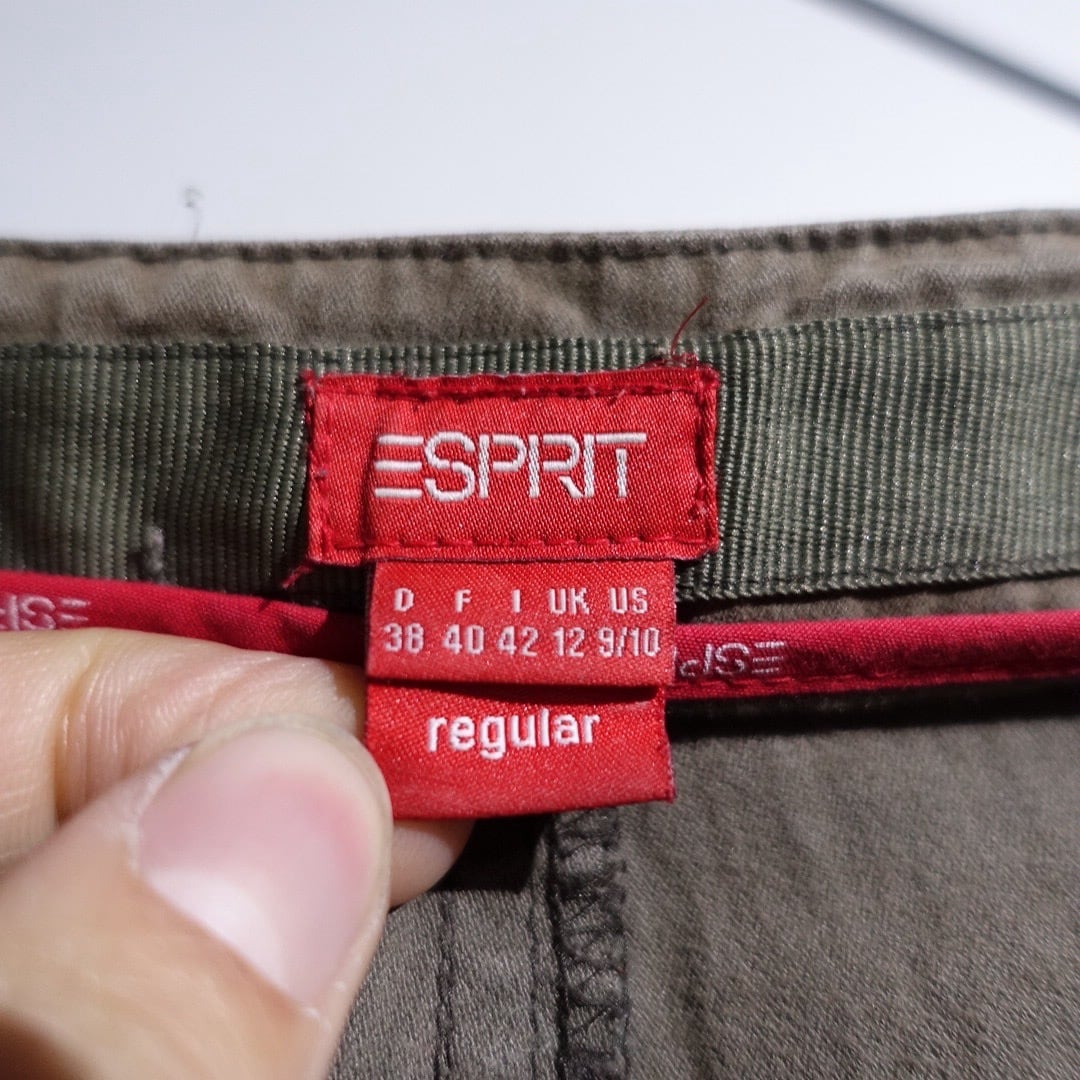 ESPRIT
D F I UK US
38 40 42 12 9/10
regular